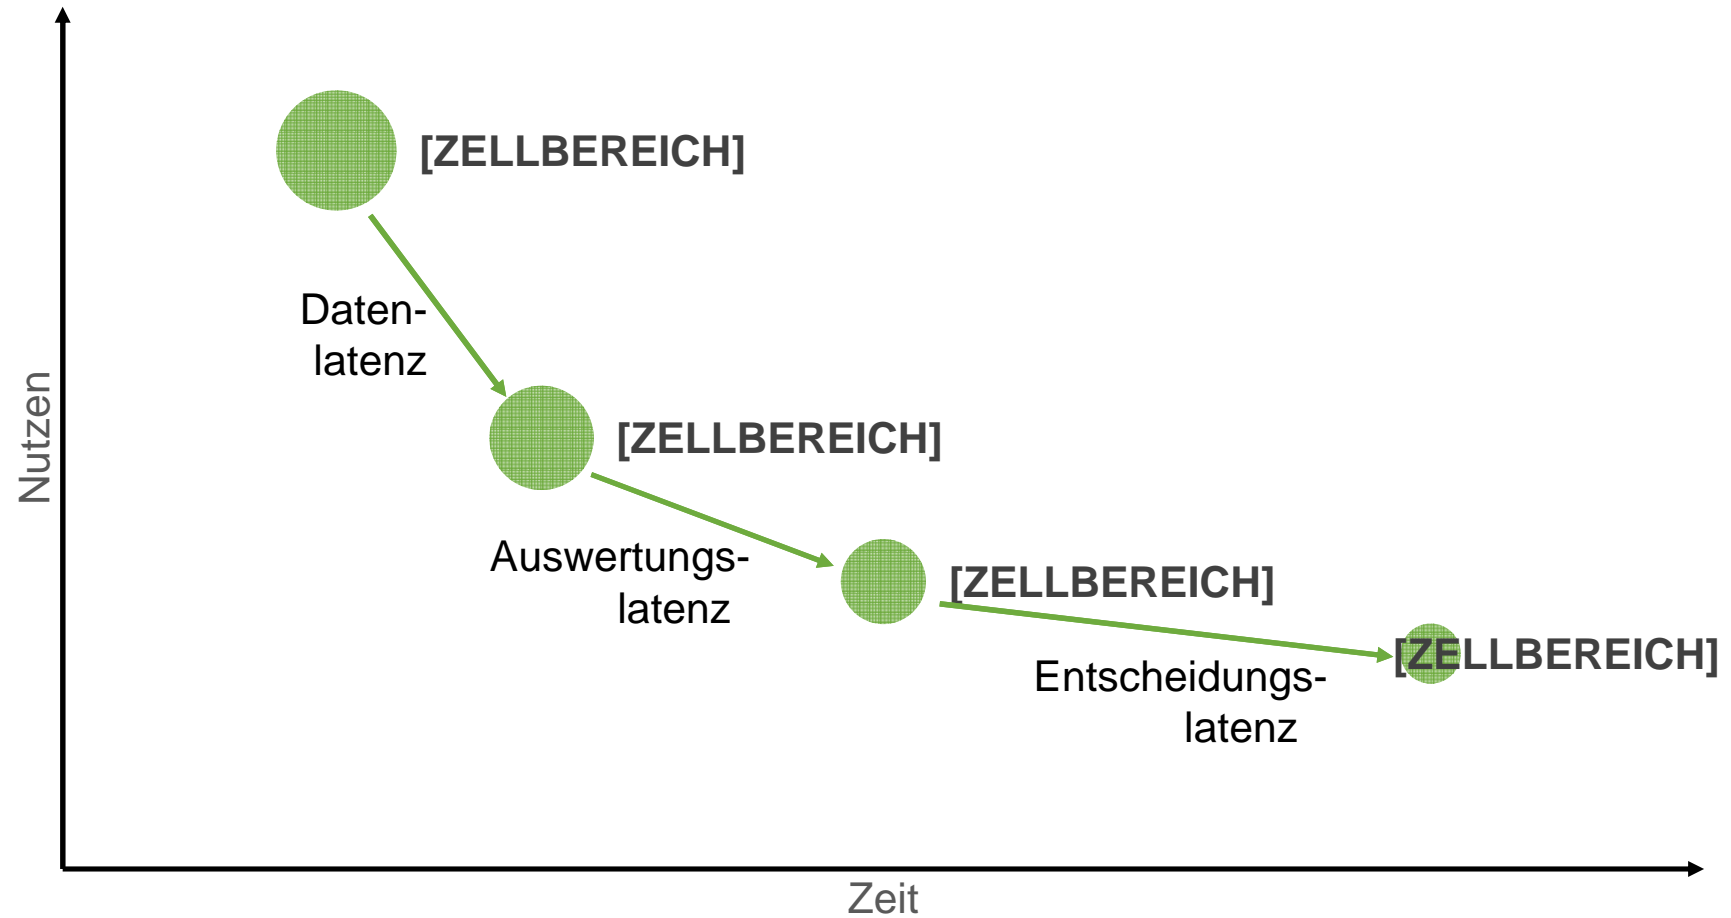 [ZELLBEREICH]
Daten-
latenz
Nutzen
[ZELLBEREICH]
Auswertungs-
latenz
[ZELLBEREICH]
[ZELLBEREICH]
Entscheidungs-
latenz
Zeit